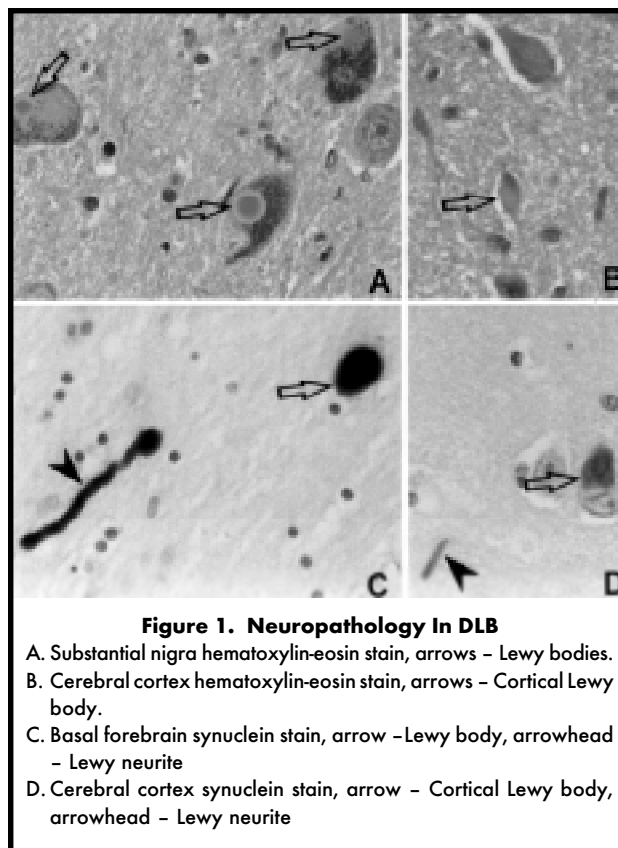 A
B
C
D
Figure 1. Neuropathology In DLB
A. Substantial nigra hematoxylin-eosin stain, arrows – Lewy bodies.
B. Cerebral cortex hematoxylin-eosin stain, arrows – Cortical Lewy
body.
C. Basal forebrain synuclein stain, arrow –Lewy body, arrowhead
– Lewy neurite
D. Cerebral cortex synuclein stain, arrow – Cortical Lewy body,
arrowhead – Lewy neurite